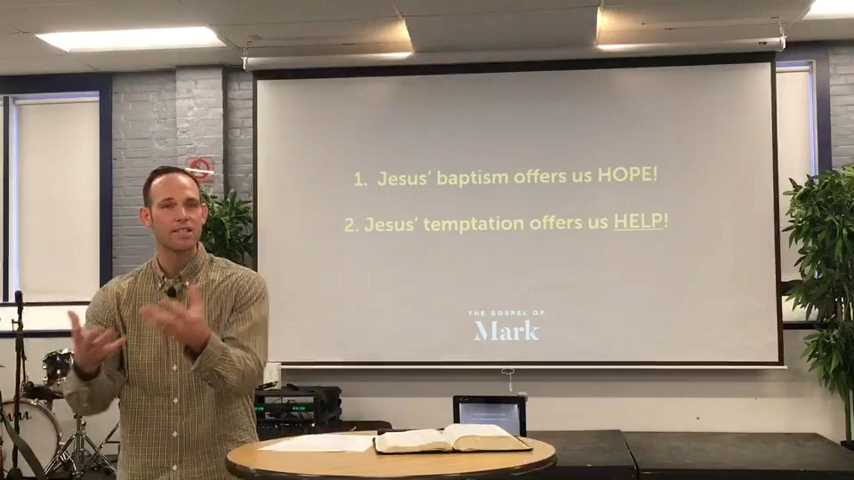 1. Jesus’ baptism offers us HOPE!
2. Jesus’ temptation offers us HELP!
THE GOSPEL OF
Mark